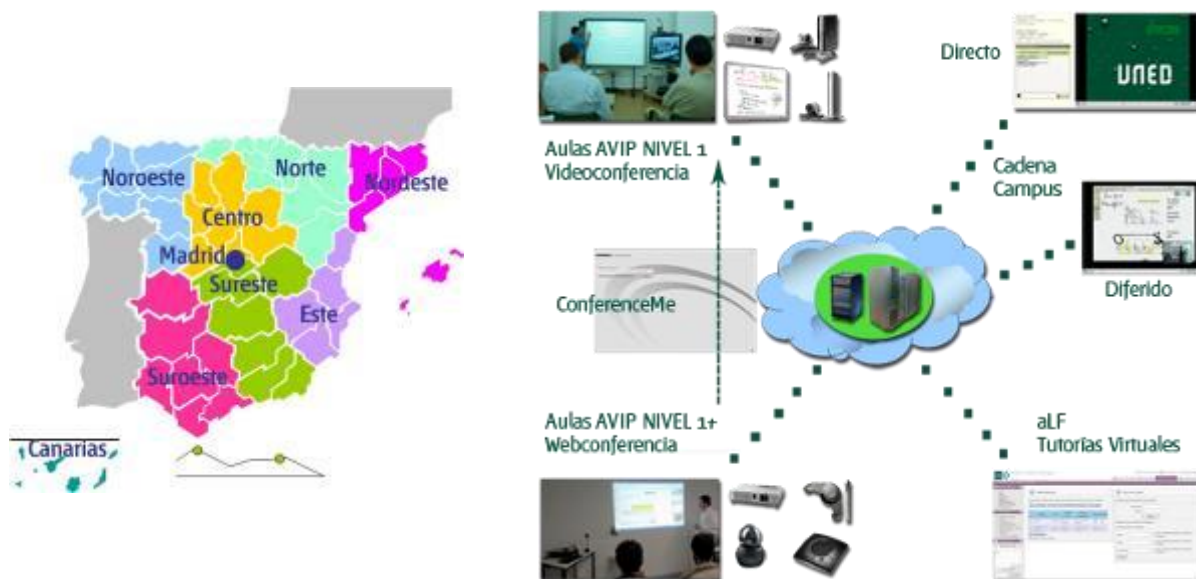 Noroeste
Norte
Nordeste
Centro
Madrid
Sureste
Este
Suroeste
Canarias
Aulas AVIP NIVEL 1
Videoconferencia
ConferenceMe
Aulas AVIP NIVEL 1+
Webconferencia
Directo
UNED
Cadena
Campus
Diferido
aLF
Tutorías Virtuales